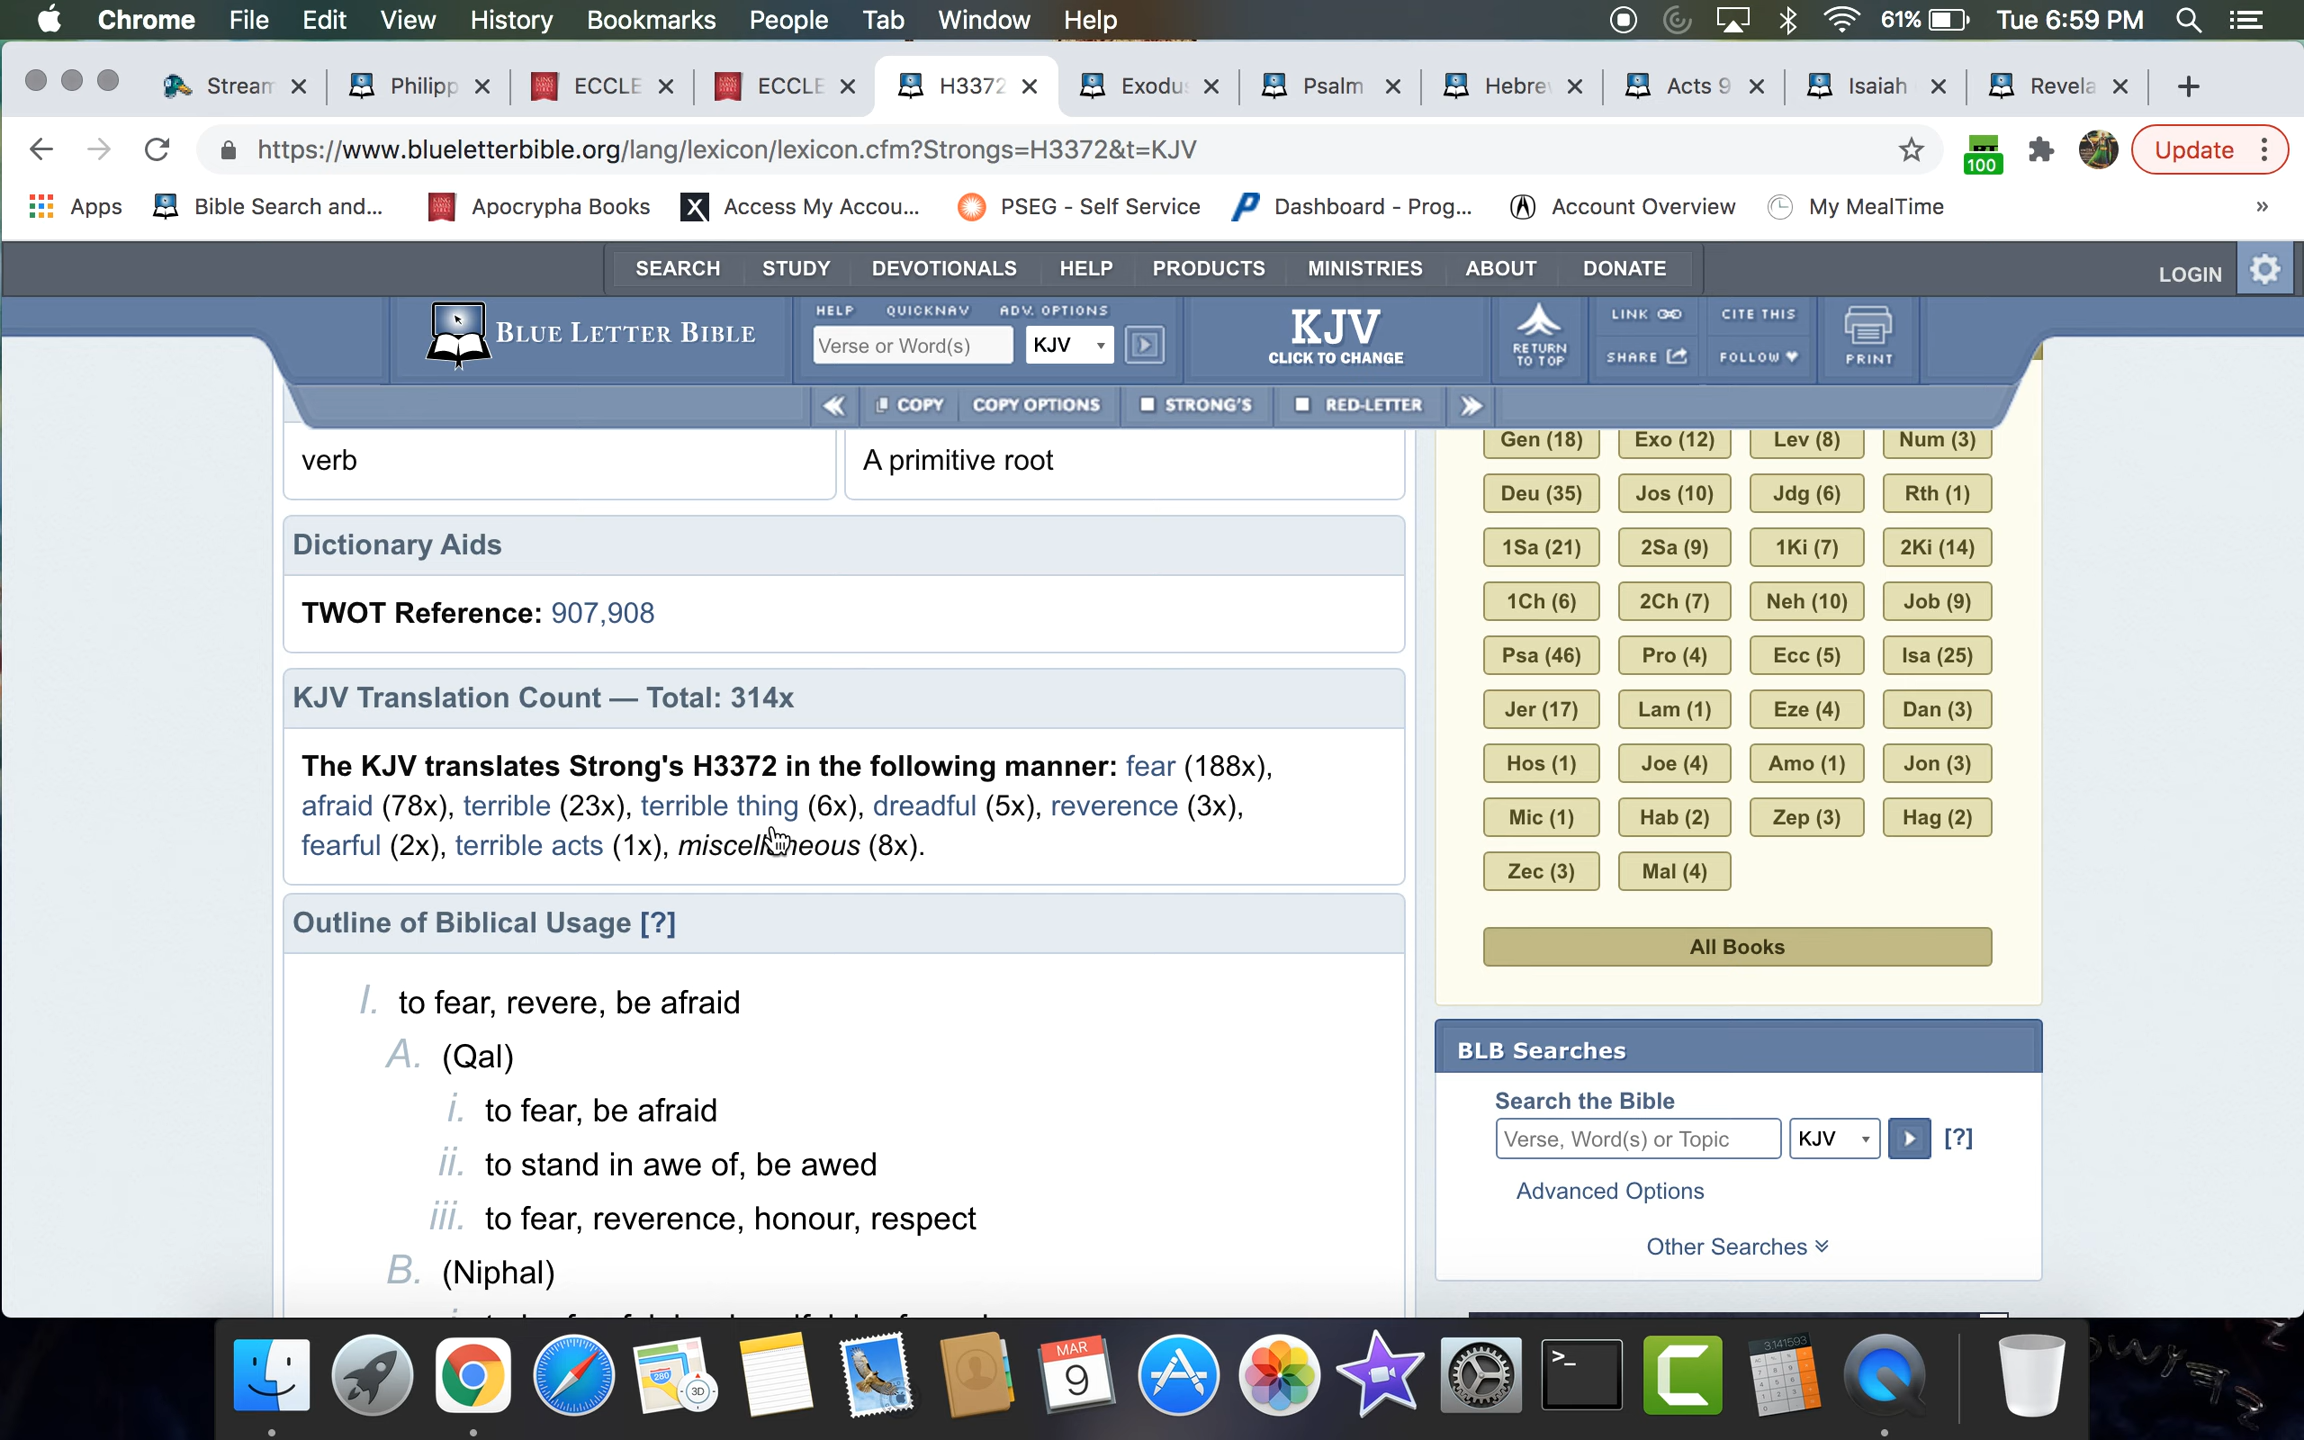 Chrome File Edit View History Bookmarks People Tab Window Help 61% Tue 6:59 PM
Stream Philipp ECCLE ECCLE H3372 Exodu Psalm Hebre Acts 9 Isaiah Revela
https://www.blueletterbible.org/lang/lexicon/lexicon.cfm?Strongs=H3372&t=KJV 100 Update
Apps Bible Search and... KING JAMES BIBLE Apocrypha Books X Access My Accou... PSEG - Self Service Dashboard - Prog... Account Overview My MealTime »
SEARCH STUDY DEVOTIONALS HELP PRODUCTS MINISTRIES ABOUT DONATE LOGIN
HELP QUICKNAV ADV. OPTIONS
BLUE LETTER BIBLE
Verse or Word(s) KJV
KJV
CLICK TO CHANGE
RETURN
TO TOP
LINK CITE THIS
SHARE FOLLOW
PRINT
COPY COPY OPTIONS STRONG'S RED-LETTER
verb A primitive root
Dictionary Aids
TWOT Reference: 907,908
KJV Translation Count — Total: 314x
The KJV translates Strong's H3372 in the following manner: fear (188x),
afraid (78x), terrible (23x), terrible thing (6x), dreadful (5x), reverence (3x),
fearful (2x), terrible acts (1x), miscellaneous (8x).
Outline of Biblical Usage [?]
I. to fear, revere, be afraid
A. (Qal)
i. to fear, be afraid
ii. to stand in awe of, be awed
iii. to fear, reverence, honour, respect
B. (Niphal)
Gen (18) Exo (12) Lev (8) Num (3)
Deu (35) Jos (10) Jdg (6) Rth (1)
1Sa (21) 2Sa (9) 1Ki (7) 2Ki (14)
1Ch (6) 2Ch (7) Neh (10) Job (9)
Psa (46) Pro (4) Ecc (5) Isa (25)
Jer (17) Lam (1) Eze (4) Dan (3)
Hos (1) Joe (4) Amo (1) Jon (3)
Mic (1) Hab (2) Zep (3) Hag (2)
Zec (3) Mal (4)
All Books
BLB Searches
Search the Bible
Verse, Word(s) or Topic KJV [?]
Advanced Options
Other Searches
280 3D MAR 9 >_ 3.141593